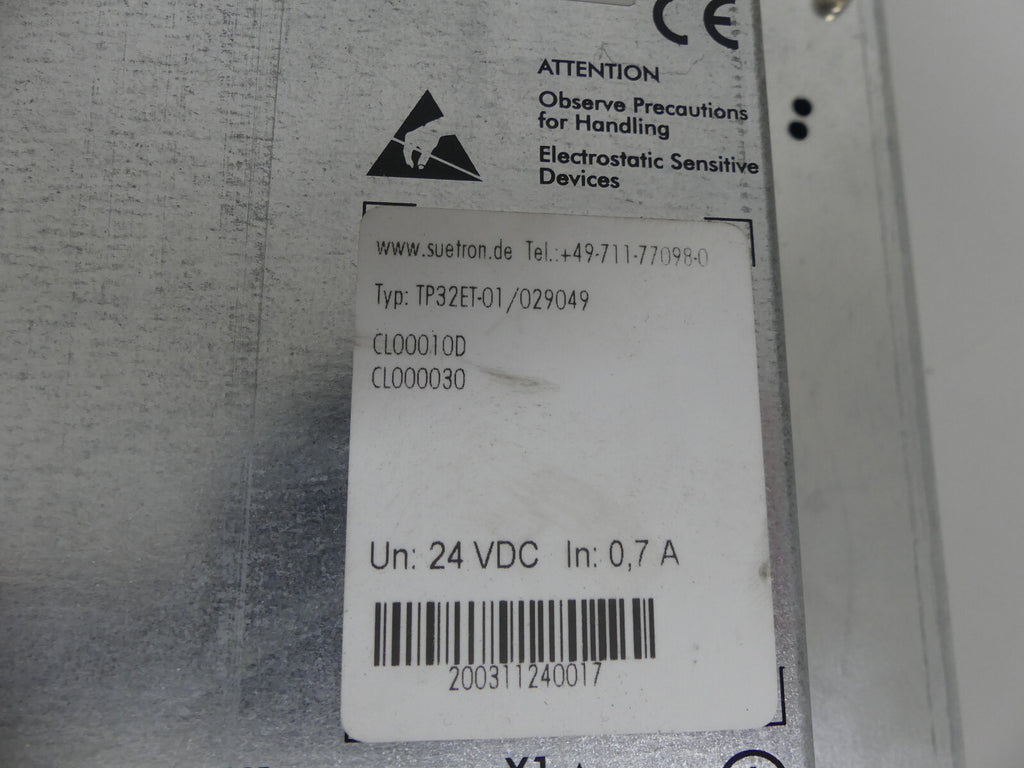 CE
ATTENTION
Observe Precautions
for Handling
Electrostatic Sensitive
Devices
www.suetron.de Tel.:+49-711-77098-0
Typ: TP32ET-01/029049
CL00010D
CL000030
Un: 24 VDC In: 0,7 A
200311240017
X1